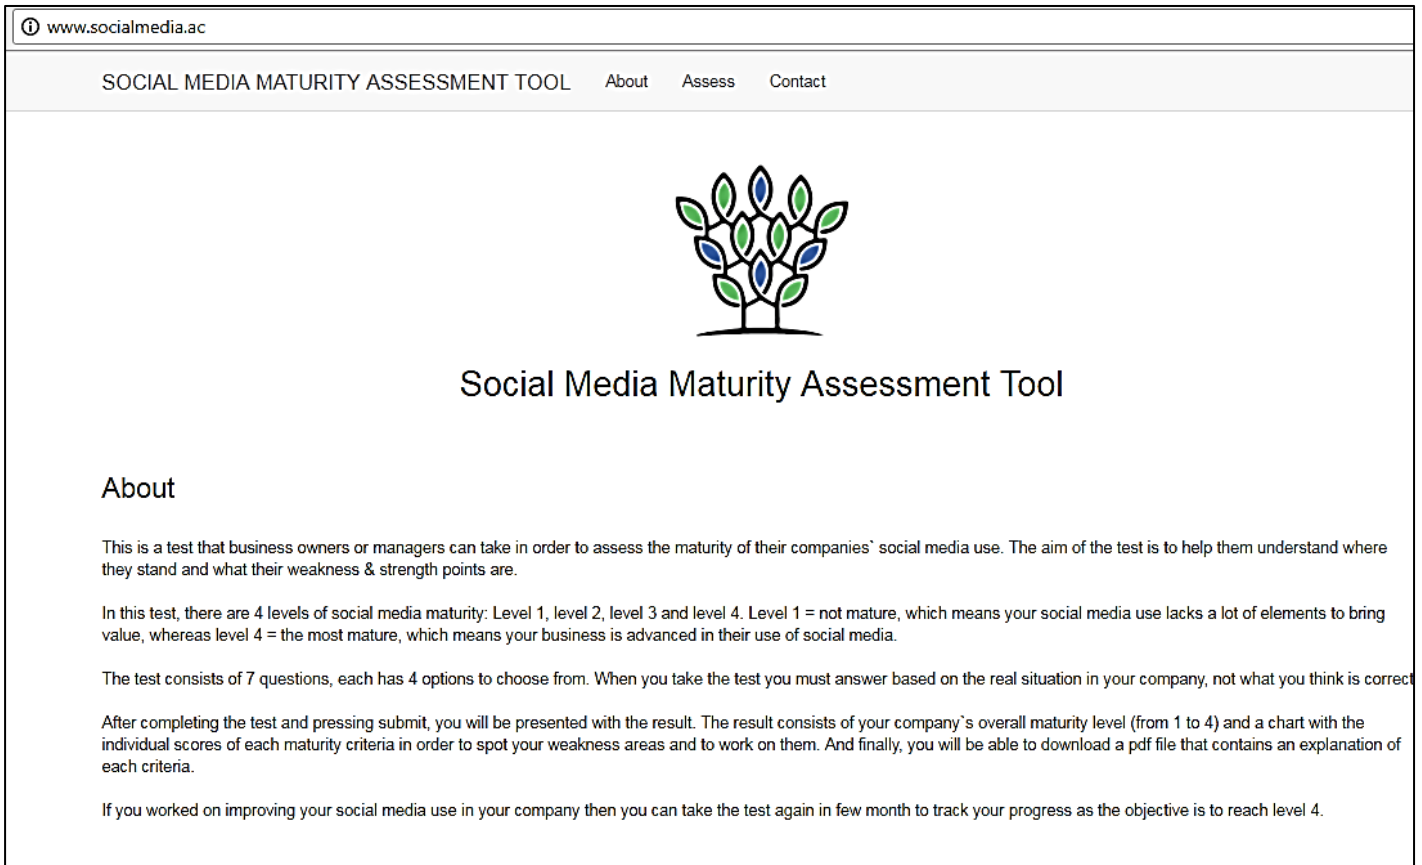 www.socialmedia.ac
SOCIAL MEDIA MATURITY ASSESSMENT TOOL About Assess Contact
Social Media Maturity Assessment Tool
About
This is a test that business owners or managers can take in order to assess the maturity of their companies` social media use. The aim of the test is to help them understand where
they stand and what their weakness & strength points are.
In this test, there are 4 levels of social media maturity: Level 1, level 2, level 3 and level 4. Level 1 = not mature, which means your social media use lacks a lot of elements to bring
value, whereas level 4 = the most mature, which means your business is advanced in their use of social media.
The test consists of 7 questions, each has 4 options to choose from. When you take the test you must answer based on the real situation in your company, not what you think is correct
After completing the test and pressing submit, you will be presented with the result. The result consists of your company`s overall maturity level (from 1 to 4) and a chart with the
individual scores of each maturity criteria in order to spot your weakness areas and to work on them. And finally, you will be able to download a pdf file that contains an explanation of
each criteria.
If you worked on improving your social media use in your company then you can take the test again in few month to track your progress as the objective is to reach level 4.